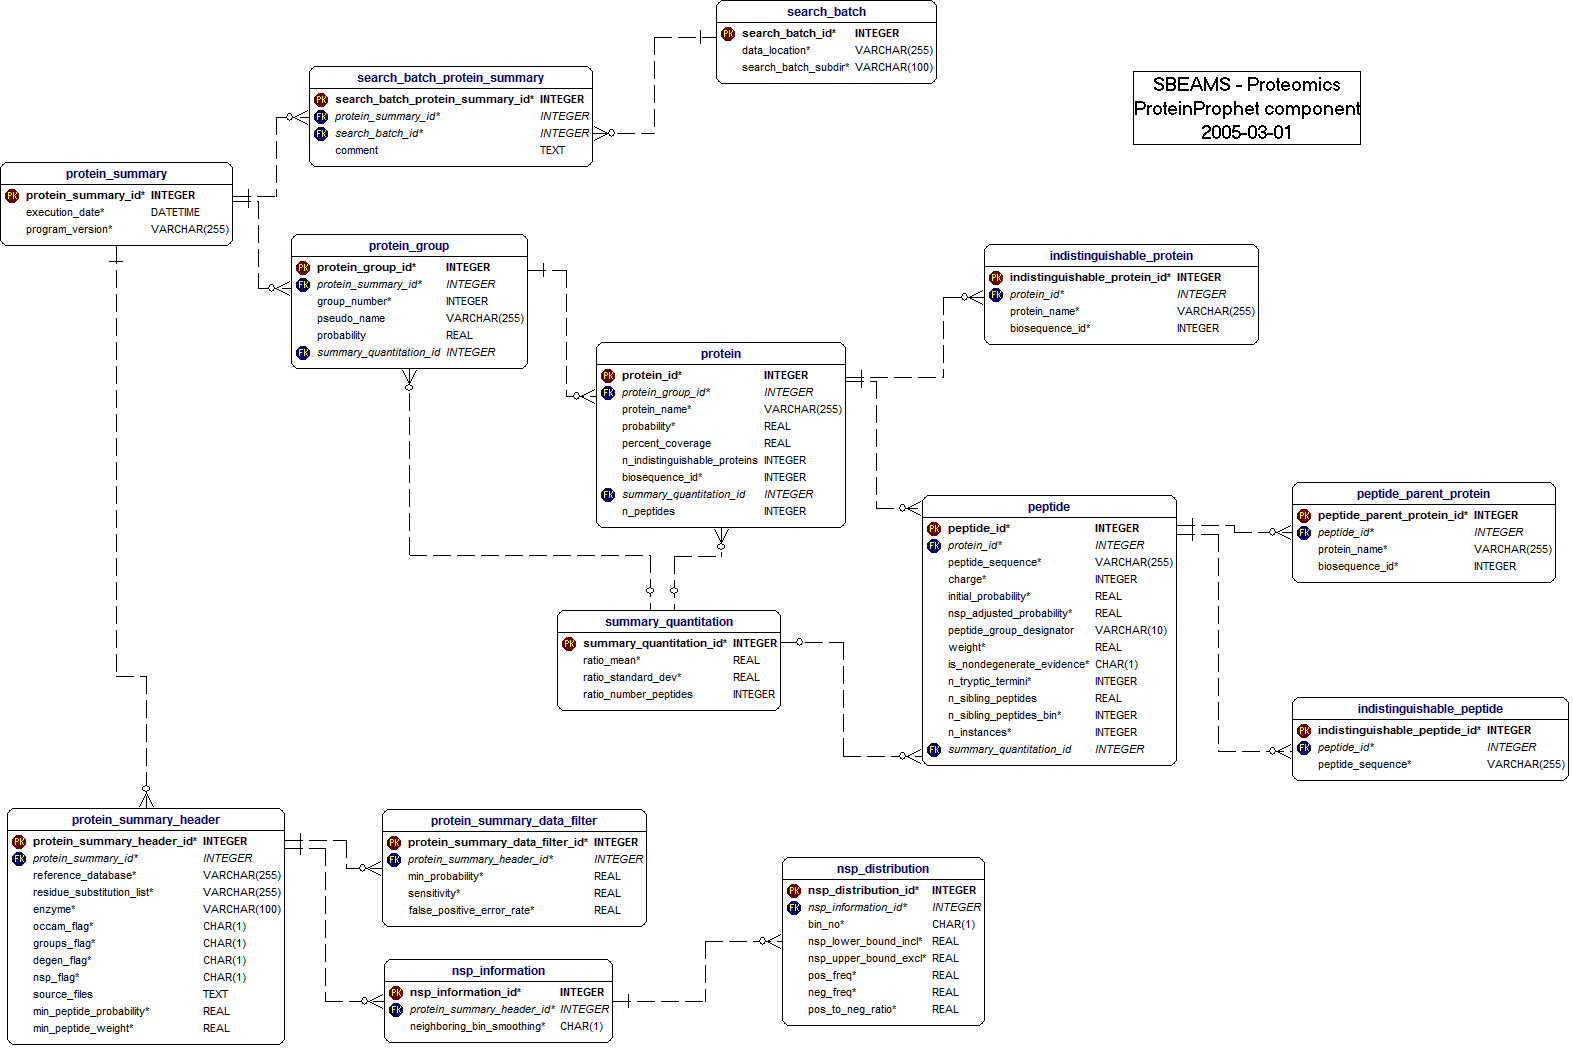 search_batch
Pk search_batch_id* INTEGER
data_location* VARCHAR(255)
search_batch_subdir* VARCHAR(100)
SBEAMS - Proteomics
ProteinProphet component
2005-03-01
search_batch_protein_summary
Pk search_batch_protein_summary_id* INTEGER
Fk protein_summary_id* INTEGER
Fk search_batch_id* INTEGER
comment TEXT
protein_summary
Pk protein_summary_id* INTEGER
execution_date* DATETIME
program_version* VARCHAR(255)
protein_group
Pk protein_group_id* INTEGER
Fk protein_summary_id* INTEGER
group_number* INTEGER
pseudo_name VARCHAR(255)
probability REAL
Fk summary_quantitation_id INTEGER
indistinguishable_protein
Pk indistinguishable_protein_id* INTEGER
Fk protein_id* INTEGER
protein_name* VARCHAR(255)
biosequence_id* INTEGER
protein
Pk protein_id* INTEGER
Fk protein_group_id* INTEGER
protein_name* VARCHAR(255)
probability* REAL
percent_coverage REAL
n_indistinguishable_proteins INTEGER
biosequence_id* INTEGER
Fk summary_quantitation_id INTEGER
n_peptides INTEGER
peptide
Pk peptide_id* INTEGER
Fk protein_id* INTEGER
peptide_sequence* VARCHAR(255)
charge* INTEGER
initial_probability* REAL
nsp_adjusted_probability* REAL
peptide_group_designator VARCHAR(10)
weight* REAL
is_nondegenerate_evidence* CHAR(1)
n_tryptic_termini* INTEGER
n_sibling_peptides REAL
n_sibling_peptides_bin* INTEGER
n_instances* INTEGER
Fk summary_quantitation_id INTEGER
peptide_parent_protein
Pk peptide_parent_protein_id* INTEGER
Fk peptide_id* INTEGER
protein_name* VARCHAR(255)
biosequence_id* INTEGER
summary_quantitation
Pk summary_quantitation_id* INTEGER
ratio_mean* REAL
ratio_standard_dev* REAL
ratio_number_peptides INTEGER
indistinguishable_peptide
Pk indistinguishable_peptide_id* INTEGER
Fk peptide_id* INTEGER
peptide_sequence* VARCHAR(255)
protein_summary_header
Pk protein_summary_header_id* INTEGER
Fk protein_summary_id* INTEGER
reference_database* VARCHAR(255)
residue_substitution_list* VARCHAR(255)
enzyme* VARCHAR(100)
occam_flag* CHAR(1)
groups_flag* CHAR(1)
degen_flag* CHAR(1)
nsp_flag* CHAR(1)
source_files TEXT
min_peptide_probability* REAL
min_peptide_weight* REAL
protein_summary_data_filter
Pk protein_summary_data_filter_id* INTEGER
Fk protein_summary_header_id* INTEGER
min_probability* REAL
sensitivity* REAL
false_positive_error_rate* REAL
nsp_information
Pk nsp_information_id* INTEGER
Fk protein_summary_header_id* INTEGER
neighboring_bin_smoothing* CHAR(1)
nsp_distribution
Pk nsp_distribution_id* INTEGER
Fk nsp_information_id* INTEGER
bin_no* CHAR(1)
nsp_lower_bound_incl* REAL
nsp_upper_bound_excl* REAL
pos_freq* REAL
neg_freq* REAL
pos_to_neg_ratio* REAL